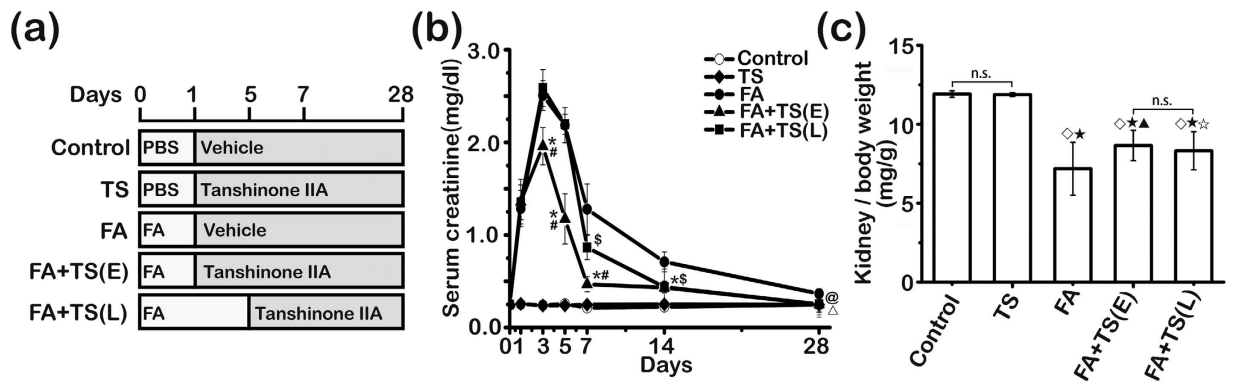 (a)
Days 0 1 5 7 28
Control PBS Vehicle
TS PBS Tanshinone IIA
FA FA Vehicle
FA+TS(E) FA Tanshinone IIA
FA+TS(L) FA Tanshinone IIA
(b)
Serum creatinine(mg/dl)
3.0
2.0
1.0
0.0
Control
TS
FA
FA+TS(E)
FA+TS(L)
*
#
*
#
$
*#
*$
@
△
0 1 3 5 7 14 28
Days
(c)
Kidney / body weight
(mg/g)
15
10
5
0
n.s.
n.s.
◇★
◇★▲
◇★☆
Control
TS
FA
FA+TS(E)
FA+TS(L)